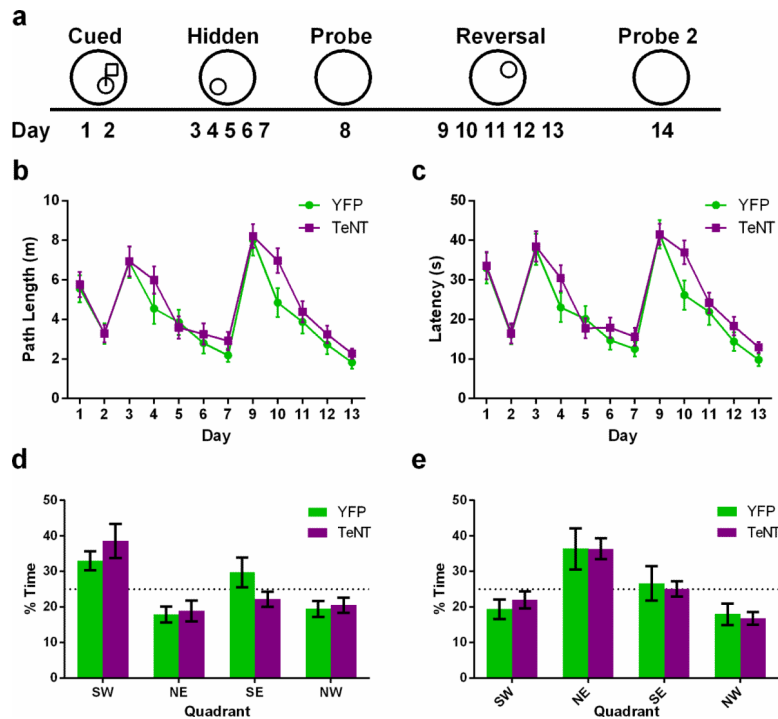 a
Cued Hidden Probe Reversal Probe 2
Day 1 2 3 4 5 6 7 8 9 10 11 12 13 14
b
YFP
TeNT
Path Length (m)
10
8
6
4
2
0
1 2 3 4 5 6 7 9 10 11 12 13
Day
c
YFP
TeNT
Latency (s)
50
40
30
20
10
0
1 2 3 4 5 6 7 9 10 11 12 13
Day
d
YFP
TeNT
% Time
50
40
30
20
10
0
SW NE SE NW
Quadrant
e
YFP
TeNT
% Time
50
40
30
20
10
0
SW NE SE NW
Quadrant